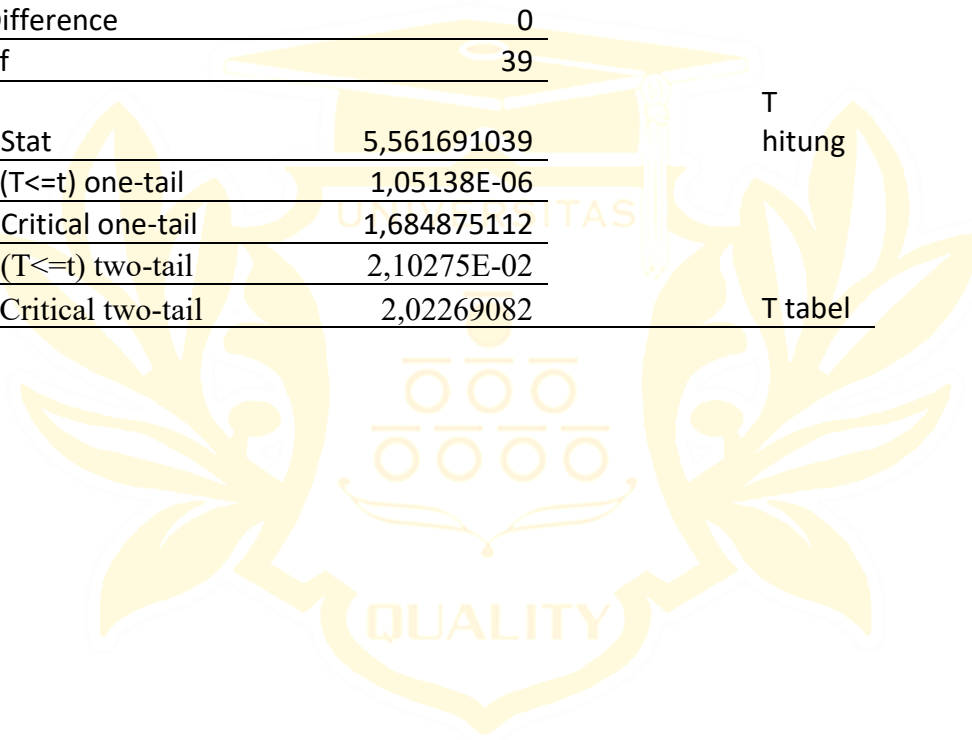 ifference 0
f 39
T
Stat 5,561691039 hitung
(T<=t) one-tail 1,05138E-06
Critical one-tail 1,684875112
UNIVERSITAS
(T<=t) two-tail 2,10275E-02
Critical two-tail 2,02269082 T tabel
QUALITY